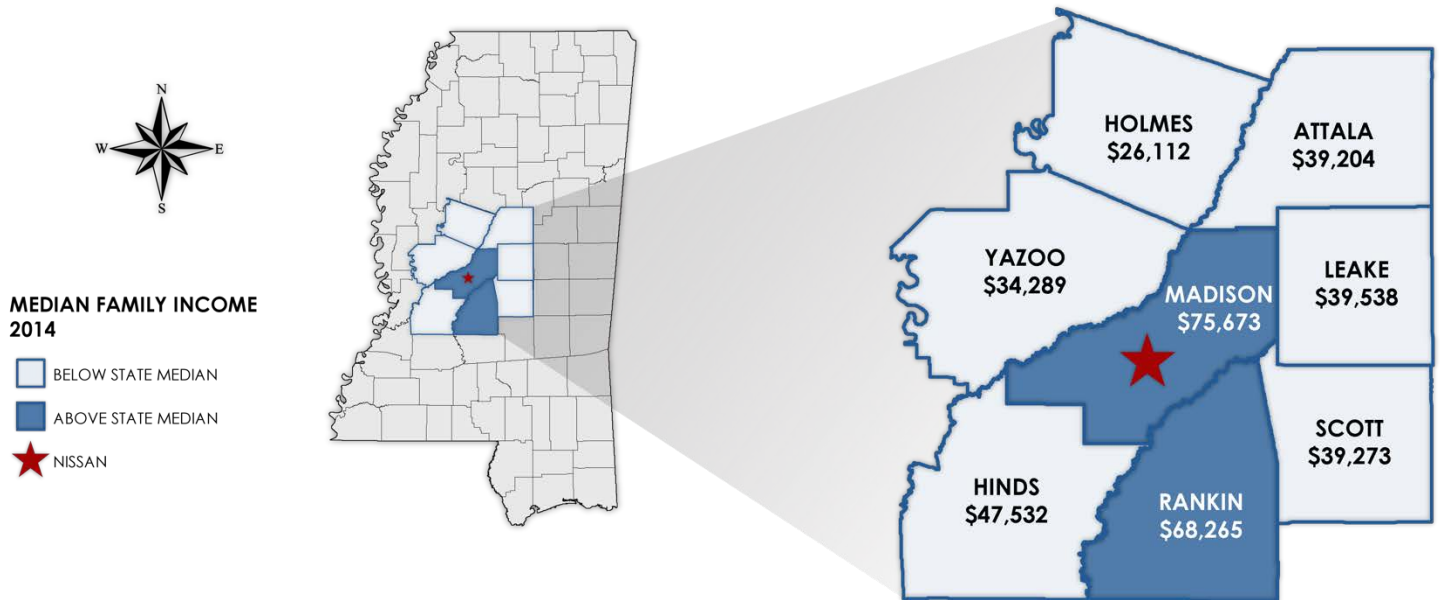 N
W
E
S
MEDIAN FAMILY INCOME
2014
BELOW STATE MEDIAN
ABOVE STATE MEDIAN
NISSAN
HOLMES
$26,112
ATTALA
$39,204
YAZOO
$34,289
MADISON
$75,673
LEAKE
$39,538
SCOTT
$39,273
HINDS
$47,532
RANKIN
$68,265